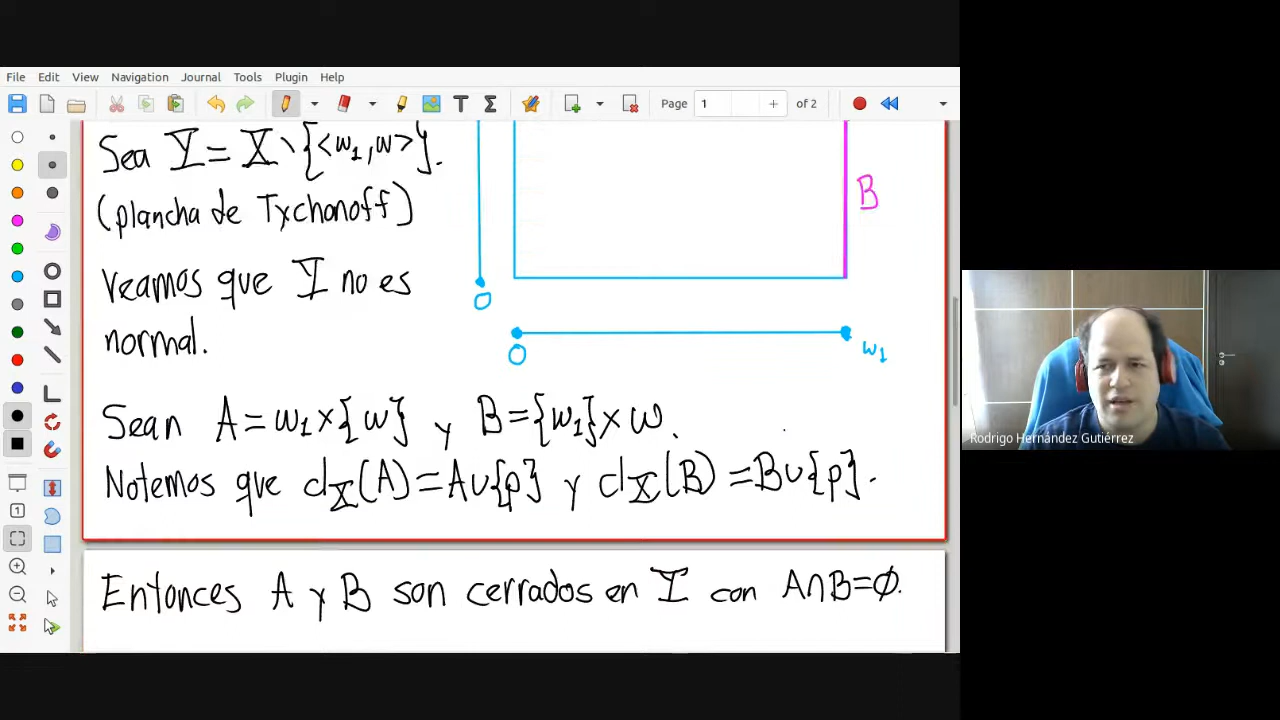 File Edit View Navigation Journal Tools Plugin Help
Page 1 + of 2
Sea Y = X \ {<ω₁, ω>}.
(plancha de Tychonoff)
Veamos que Y no es
normal.
B
0
0
ω₁
Sean A = ω₁ × {ω} y B = {ω₁} × ω.
Notemos que cl_X(A) = A ∪ {p} y cl_X(B) = B ∪ {p}.
Entonces A y B son cerrados en Y con A ∩ B = ∅.
Rodrigo Hernández Gutiérrez